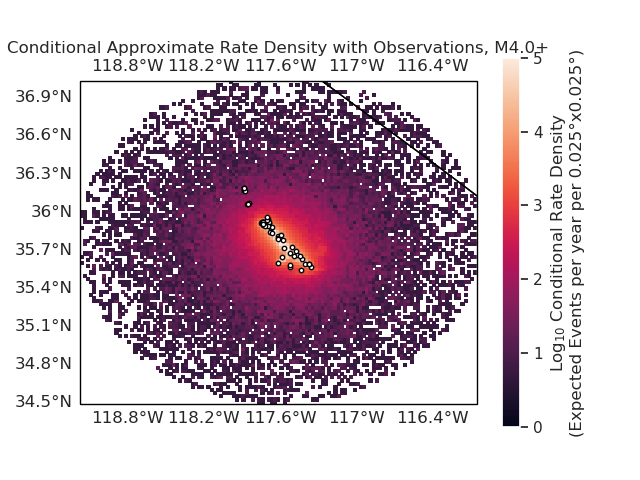 Conditional Approximate Rate Density with Observations, M4.0+
118.8°W 118.2°W 117.6°W 117°W 116.4°W
36.9°N
36.6°N
36.3°N
36°N
35.7°N
35.4°N
35.1°N
34.8°N
34.5°N
118.8°W 118.2°W 117.6°W 117°W 116.4°W
5
4
3
2
1
0
Log₁₀ Conditional Rate Density
(Expected Events per year per 0.025°x0.025°)